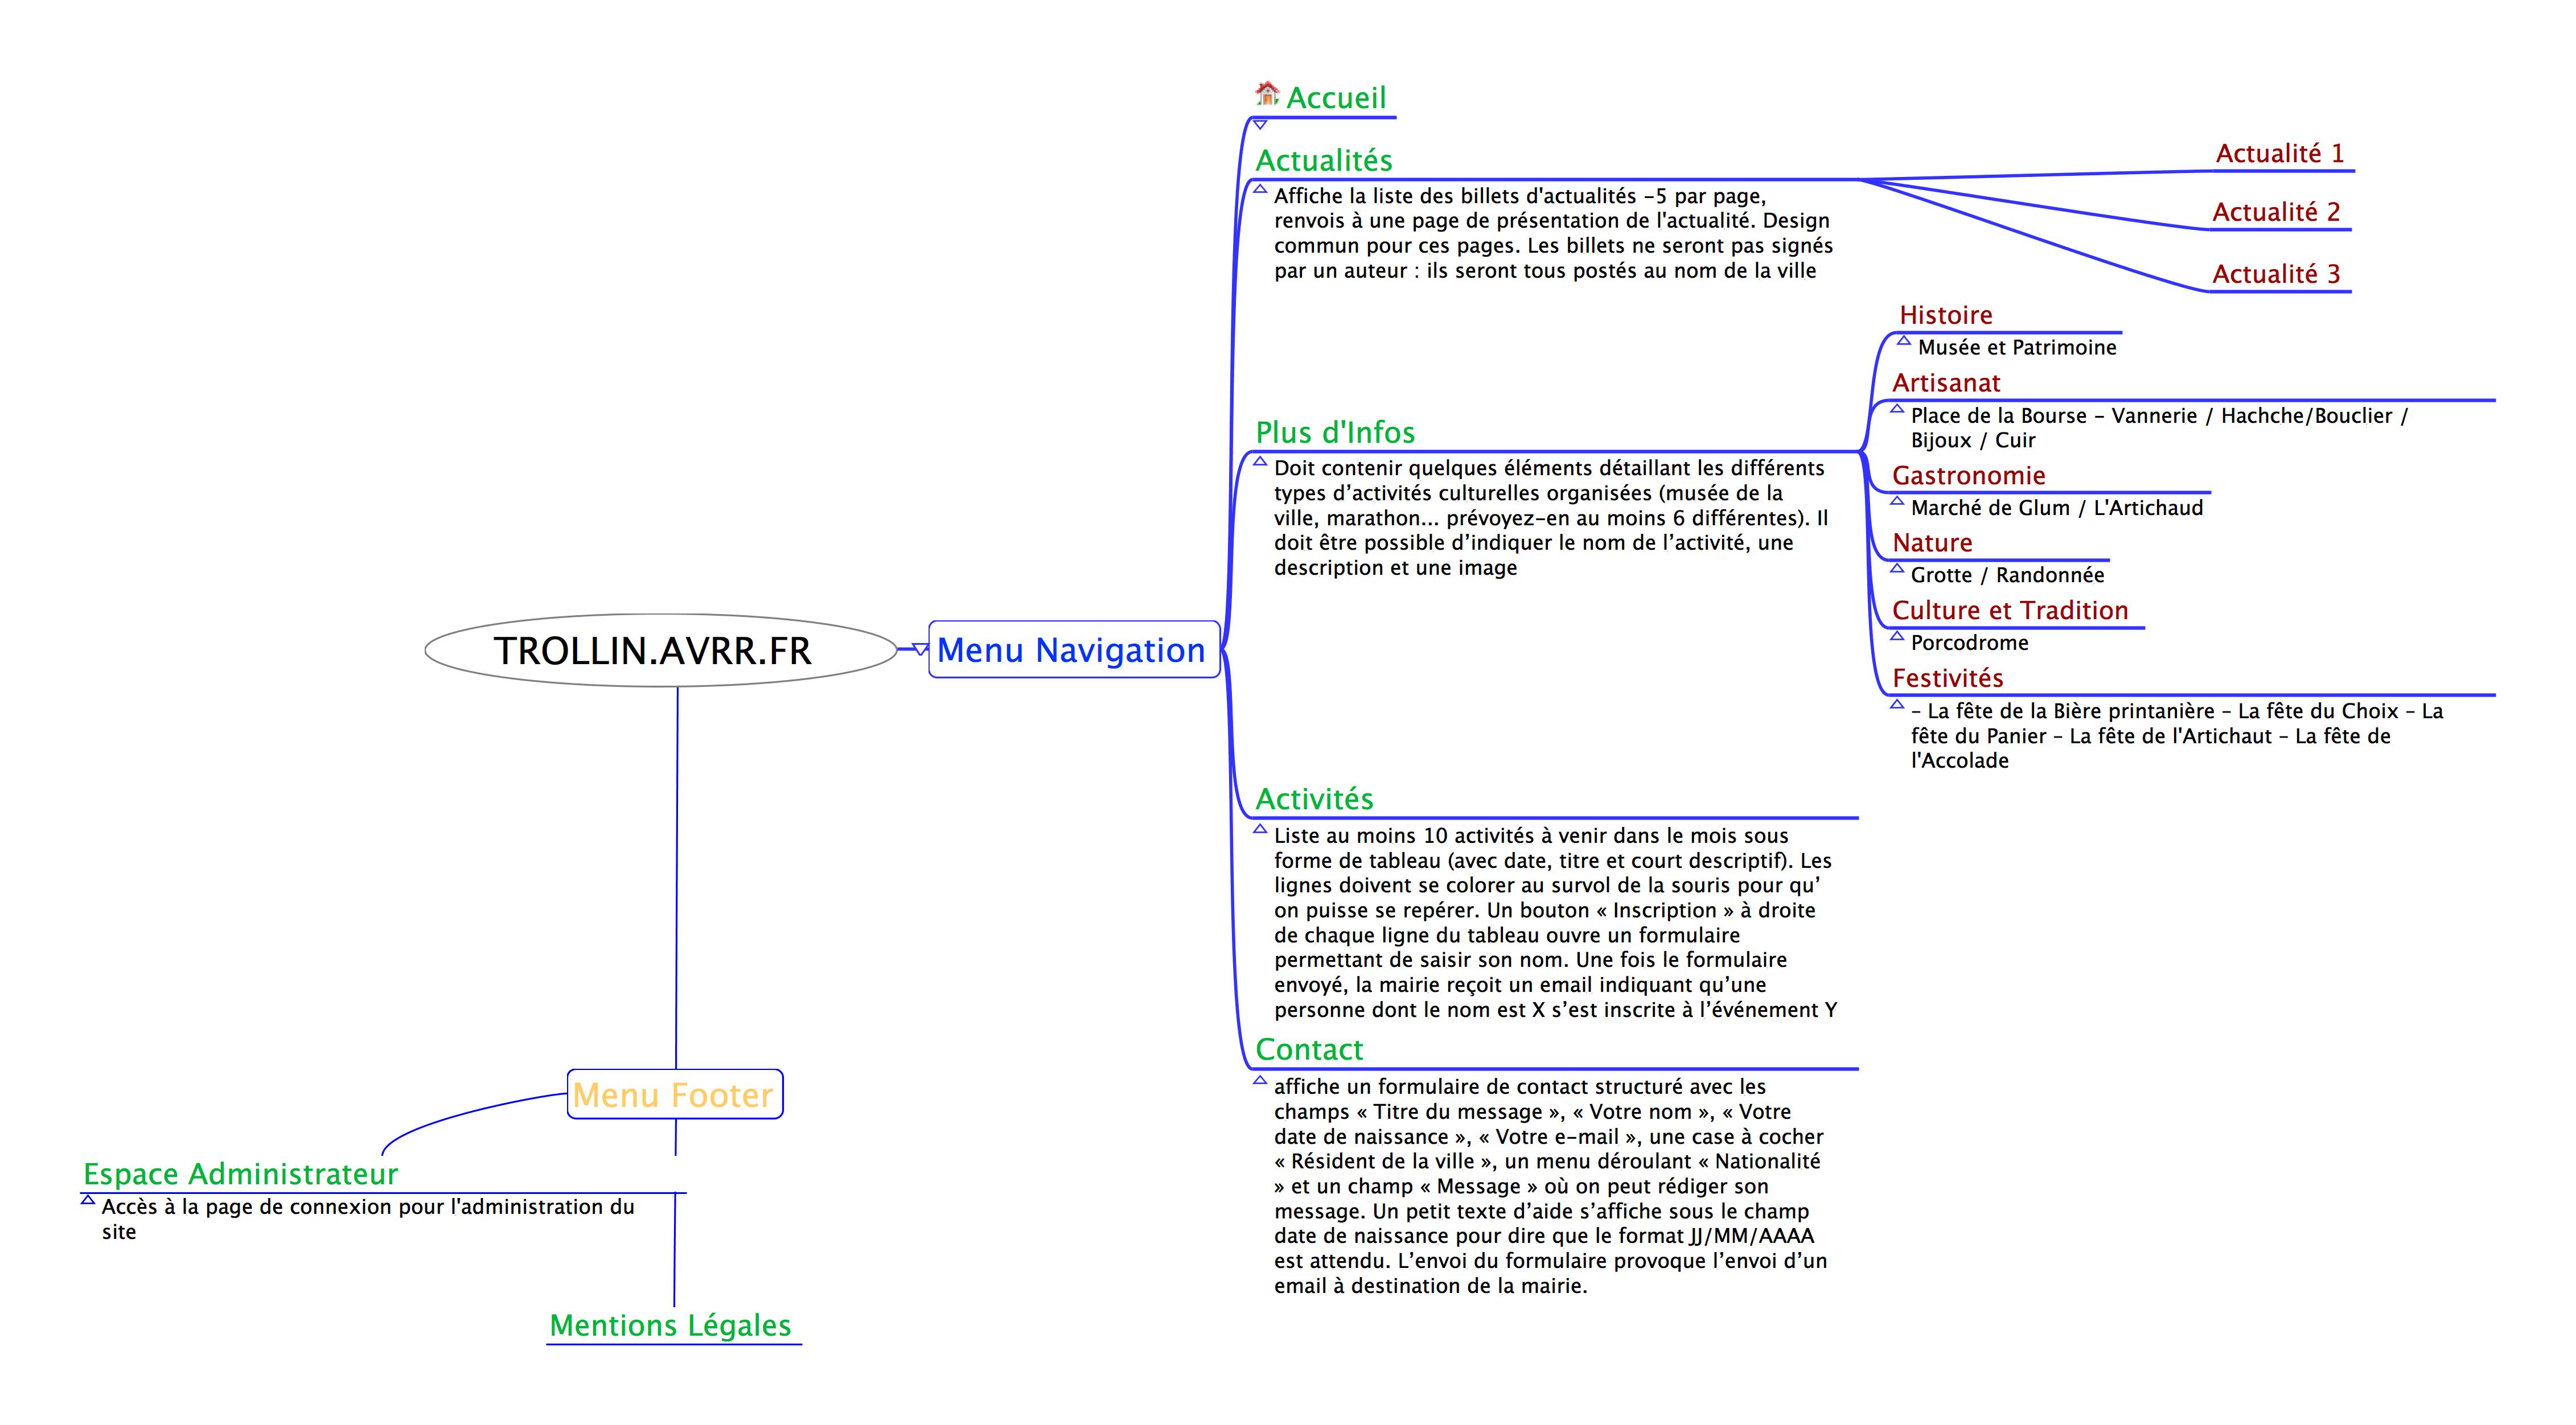 Accueil
Actualités
Affiche la liste des billets d'actualités -5 par page,
renvois à une page de présentation de l'actualité. Design
commun pour ces pages. Les billets ne seront pas signés
par un auteur : ils seront tous postés au nom de la ville
Actualité 1
Actualité 2
Actualité 3
Plus d'Infos
Doit contenir quelques éléments détaillant les différents
types d’activités culturelles organisées (musée de la
ville, marathon... prévoyez-en au moins 6 différentes). Il
doit être possible d’indiquer le nom de l’activité, une
description et une image
Histoire
Musée et Patrimoine
Artisanat
Place de la Bourse - Vannerie / Hachche/Bouclier /
Bijoux / Cuir
Gastronomie
Marché de Glum / L'Artichaud
Nature
Grotte / Randonnée
Culture et Tradition
Porcodrome
Festivités
- La fête de la Bière printanière - La fête du Choix - La
fête du Panier - La fête de l'Artichaut - La fête de
l'Accolade
TROLLIN.AVRR.FR
Menu Navigation
Activités
Liste au moins 10 activités à venir dans le mois sous
forme de tableau (avec date, titre et court descriptif). Les
lignes doivent se colorer au survol de la souris pour qu’
on puisse se repérer. Un bouton « Inscription » à droite
de chaque ligne du tableau ouvre un formulaire
permettant de saisir son nom. Une fois le formulaire
envoyé, la mairie reçoit un email indiquant qu’une
personne dont le nom est X s’est inscrite à l’événement Y
Contact
affiche un formulaire de contact structuré avec les
champs « Titre du message », « Votre nom », « Votre
date de naissance », « Votre e-mail », une case à cocher
« Résident de la ville », un menu déroulant « Nationalité
» et un champ « Message » où on peut rédiger son
message. Un petit texte d’aide s’affiche sous le champ
date de naissance pour dire que le format JJ/MM/AAAA
est attendu. L’envoi du formulaire provoque l’envoi d’un
email à destination de la mairie.
Menu Footer
Espace Administrateur
Accès à la page de connexion pour l'administration du
site
Mentions Légales